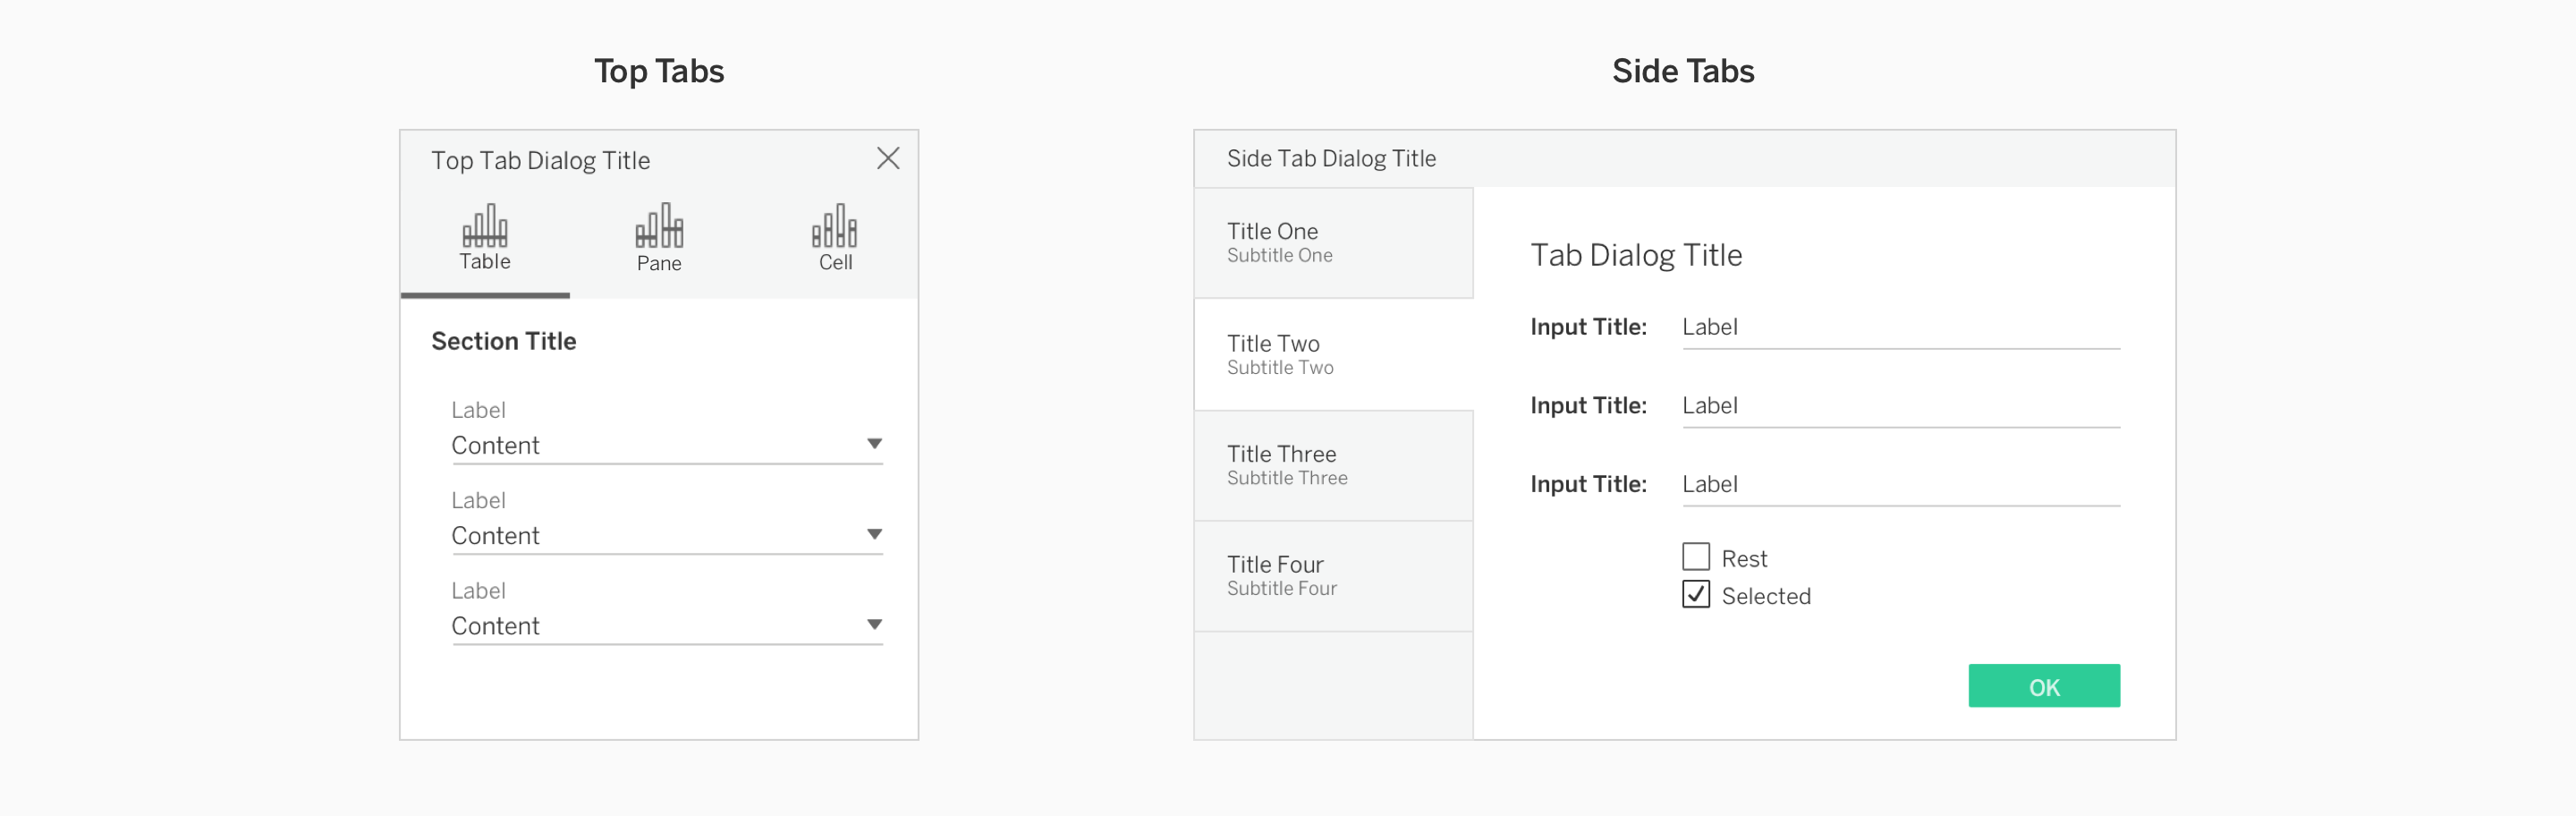 Top Tabs
Top Tab Dialog Title
Table
Pane
Cell
Section Title
Label
Content
Label
Content
Label
Content
Side Tabs
Side Tab Dialog Title
Title One
Subtitle One
Title Two
Subtitle Two
Title Three
Subtitle Three
Title Four
Subtitle Four
Tab Dialog Title
Input Title: Label
Input Title: Label
Input Title: Label
Rest
Selected
OK